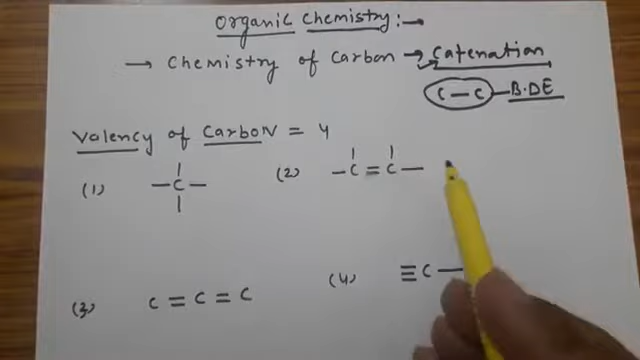 Organic Chemistry:→
→ Chemistry of Carbon → Catenation
C—C — B.DE
Valency of Carbon = 4
(1) —C—
(2) —C=C—
(3) C=C=C
(4) ≡C—